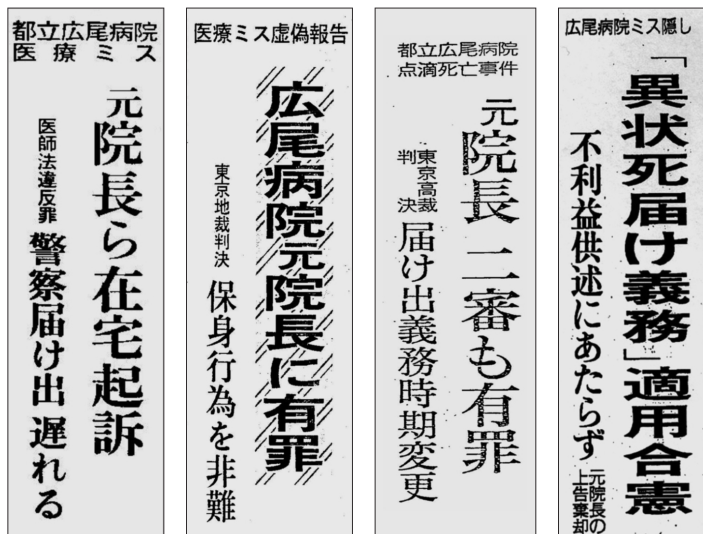 都立広尾病院
医療ミス
元院長ら在宅起訴
医師法違反罪
警察届け出遅れる
医療ミス虚偽報告
広尾病院元院長に有罪
東京地裁判決
保身行為を非難
都立広尾病院
点滴死亡事件
元院長二審も有罪
東京高裁
判決
届け出義務時期変更
広尾病院ミス隠し
「異状死届け義務」適用合憲
不利益供述にあたらず
元院長の
上告棄却